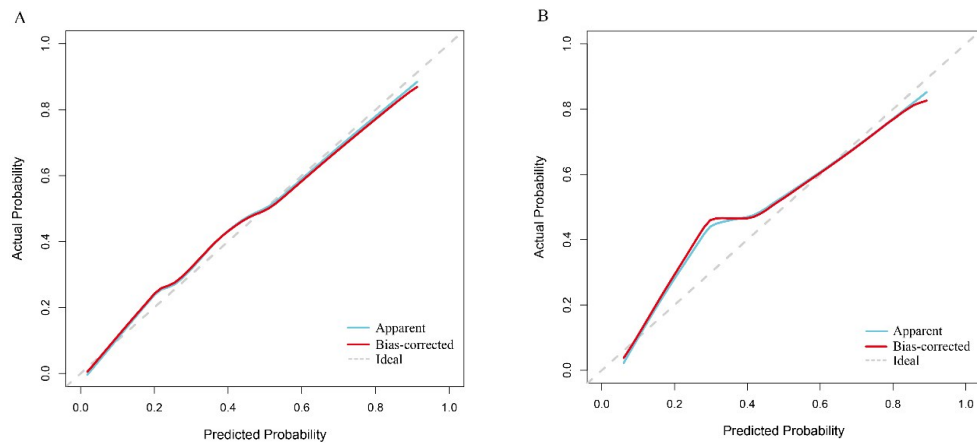 A
Actual Probability
1.0
0.8
0.6
0.4
0.2
0.0
Apparent
Bias-corrected
Ideal
0.0 0.2 0.4 0.6 0.8 1.0
Predicted Probability
B
Actual Probability
1.0
0.8
0.6
0.4
0.2
0.0
Apparent
Bias-corrected
Ideal
0.0 0.2 0.4 0.6 0.8 1.0
Predicted Probability